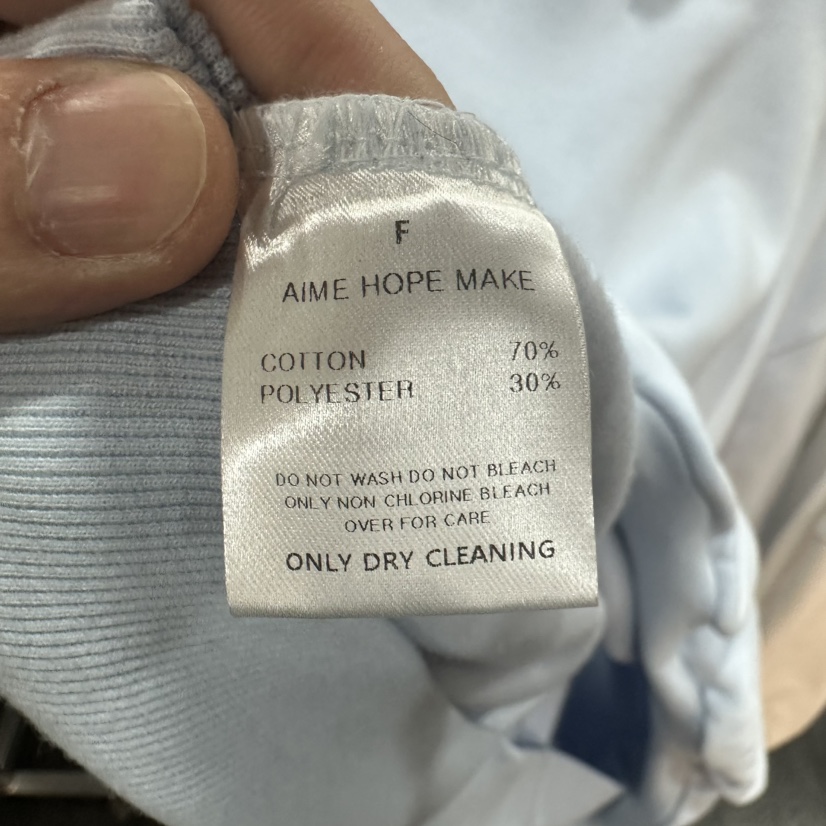 F
AIME HOPE MAKE
COTTON 70%
POLYESTER 30%
DO NOT WASH DO NOT BLEACH
ONLY NON CHLORINE BLEACH
OVER FOR CARE
ONLY DRY CLEANING